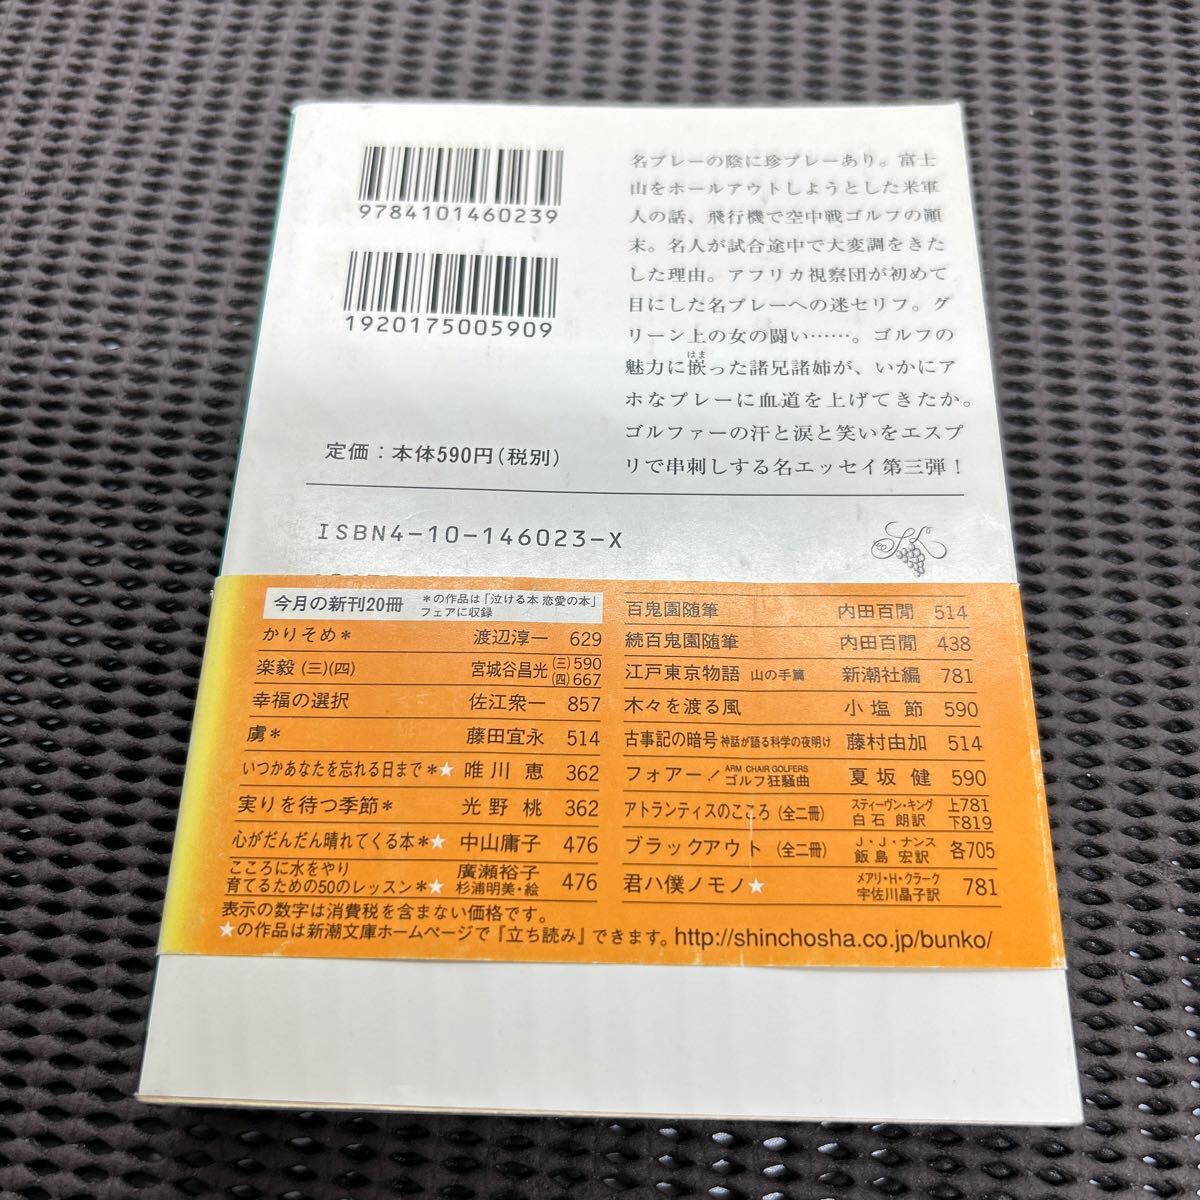 9784101460239
1920175005909
定価：本体590円（税別）
名プレーの陰に珍プレーあり。富士
山をホールアウトしようとした米軍
人の話、飛行機で空中戦ゴルフの顚
末。名人が試合途中で大変調をきた
した理由。アフリカ視察団が初めて
目にした名プレーへの迷セリフ。グ
リーン上の女の闘い……。ゴルフの
はま
魅力に嵌った諸兄諸姉が、いかにア
ホなプレーに血道を上げてきたか。
ゴルファーの汗と涙と笑いをエスプ
リで串刺しする名エッセイ第三弾！
ISBN4-10-146023-X
今月の新刊20冊 ＊の作品は「泣ける本 恋愛の本」
フェアに収録
かりそめ＊ 渡辺淳一 629
楽毅（三）（四） 宮城谷昌光 （三）590
（四）667
幸福の選択 佐江衆一 857
虜＊ 藤田宜永 514
いつかあなたを忘れる日まで＊★ 唯川恵 362
実りを待つ季節＊ 光野桃 362
心がだんだん晴れてくる本＊★ 中山庸子 476
こころに水をやり
育てるための50のレッスン＊★ 廣瀬裕子
杉浦明美・絵 476
百鬼園随筆 内田百閒 514
続百鬼園随筆 内田百閒 438
江戸東京物語 山の手篇 新潮社編 781
木々を渡る風 小塩節 590
古事記の暗号 神話が語る科学の夜明け 藤村由加 514
フォアー！ ARM CHAIR GOLFERS
ゴルフ狂騒曲 夏坂健 590
アトランティスのこころ（全二冊） スティーヴン・キング
白石朗訳 上781
下819
ブラックアウト（全二冊） J・J・ナンス
飯島宏訳 各705
君ハ僕ノモノ★ メアリ・H・クラーク
宇佐川晶子訳 781
表示の数字は消費税を含まない価格です。
★の作品は新潮文庫ホームページで『立ち読み』できます。http://shinchosha.co.jp/bunko/